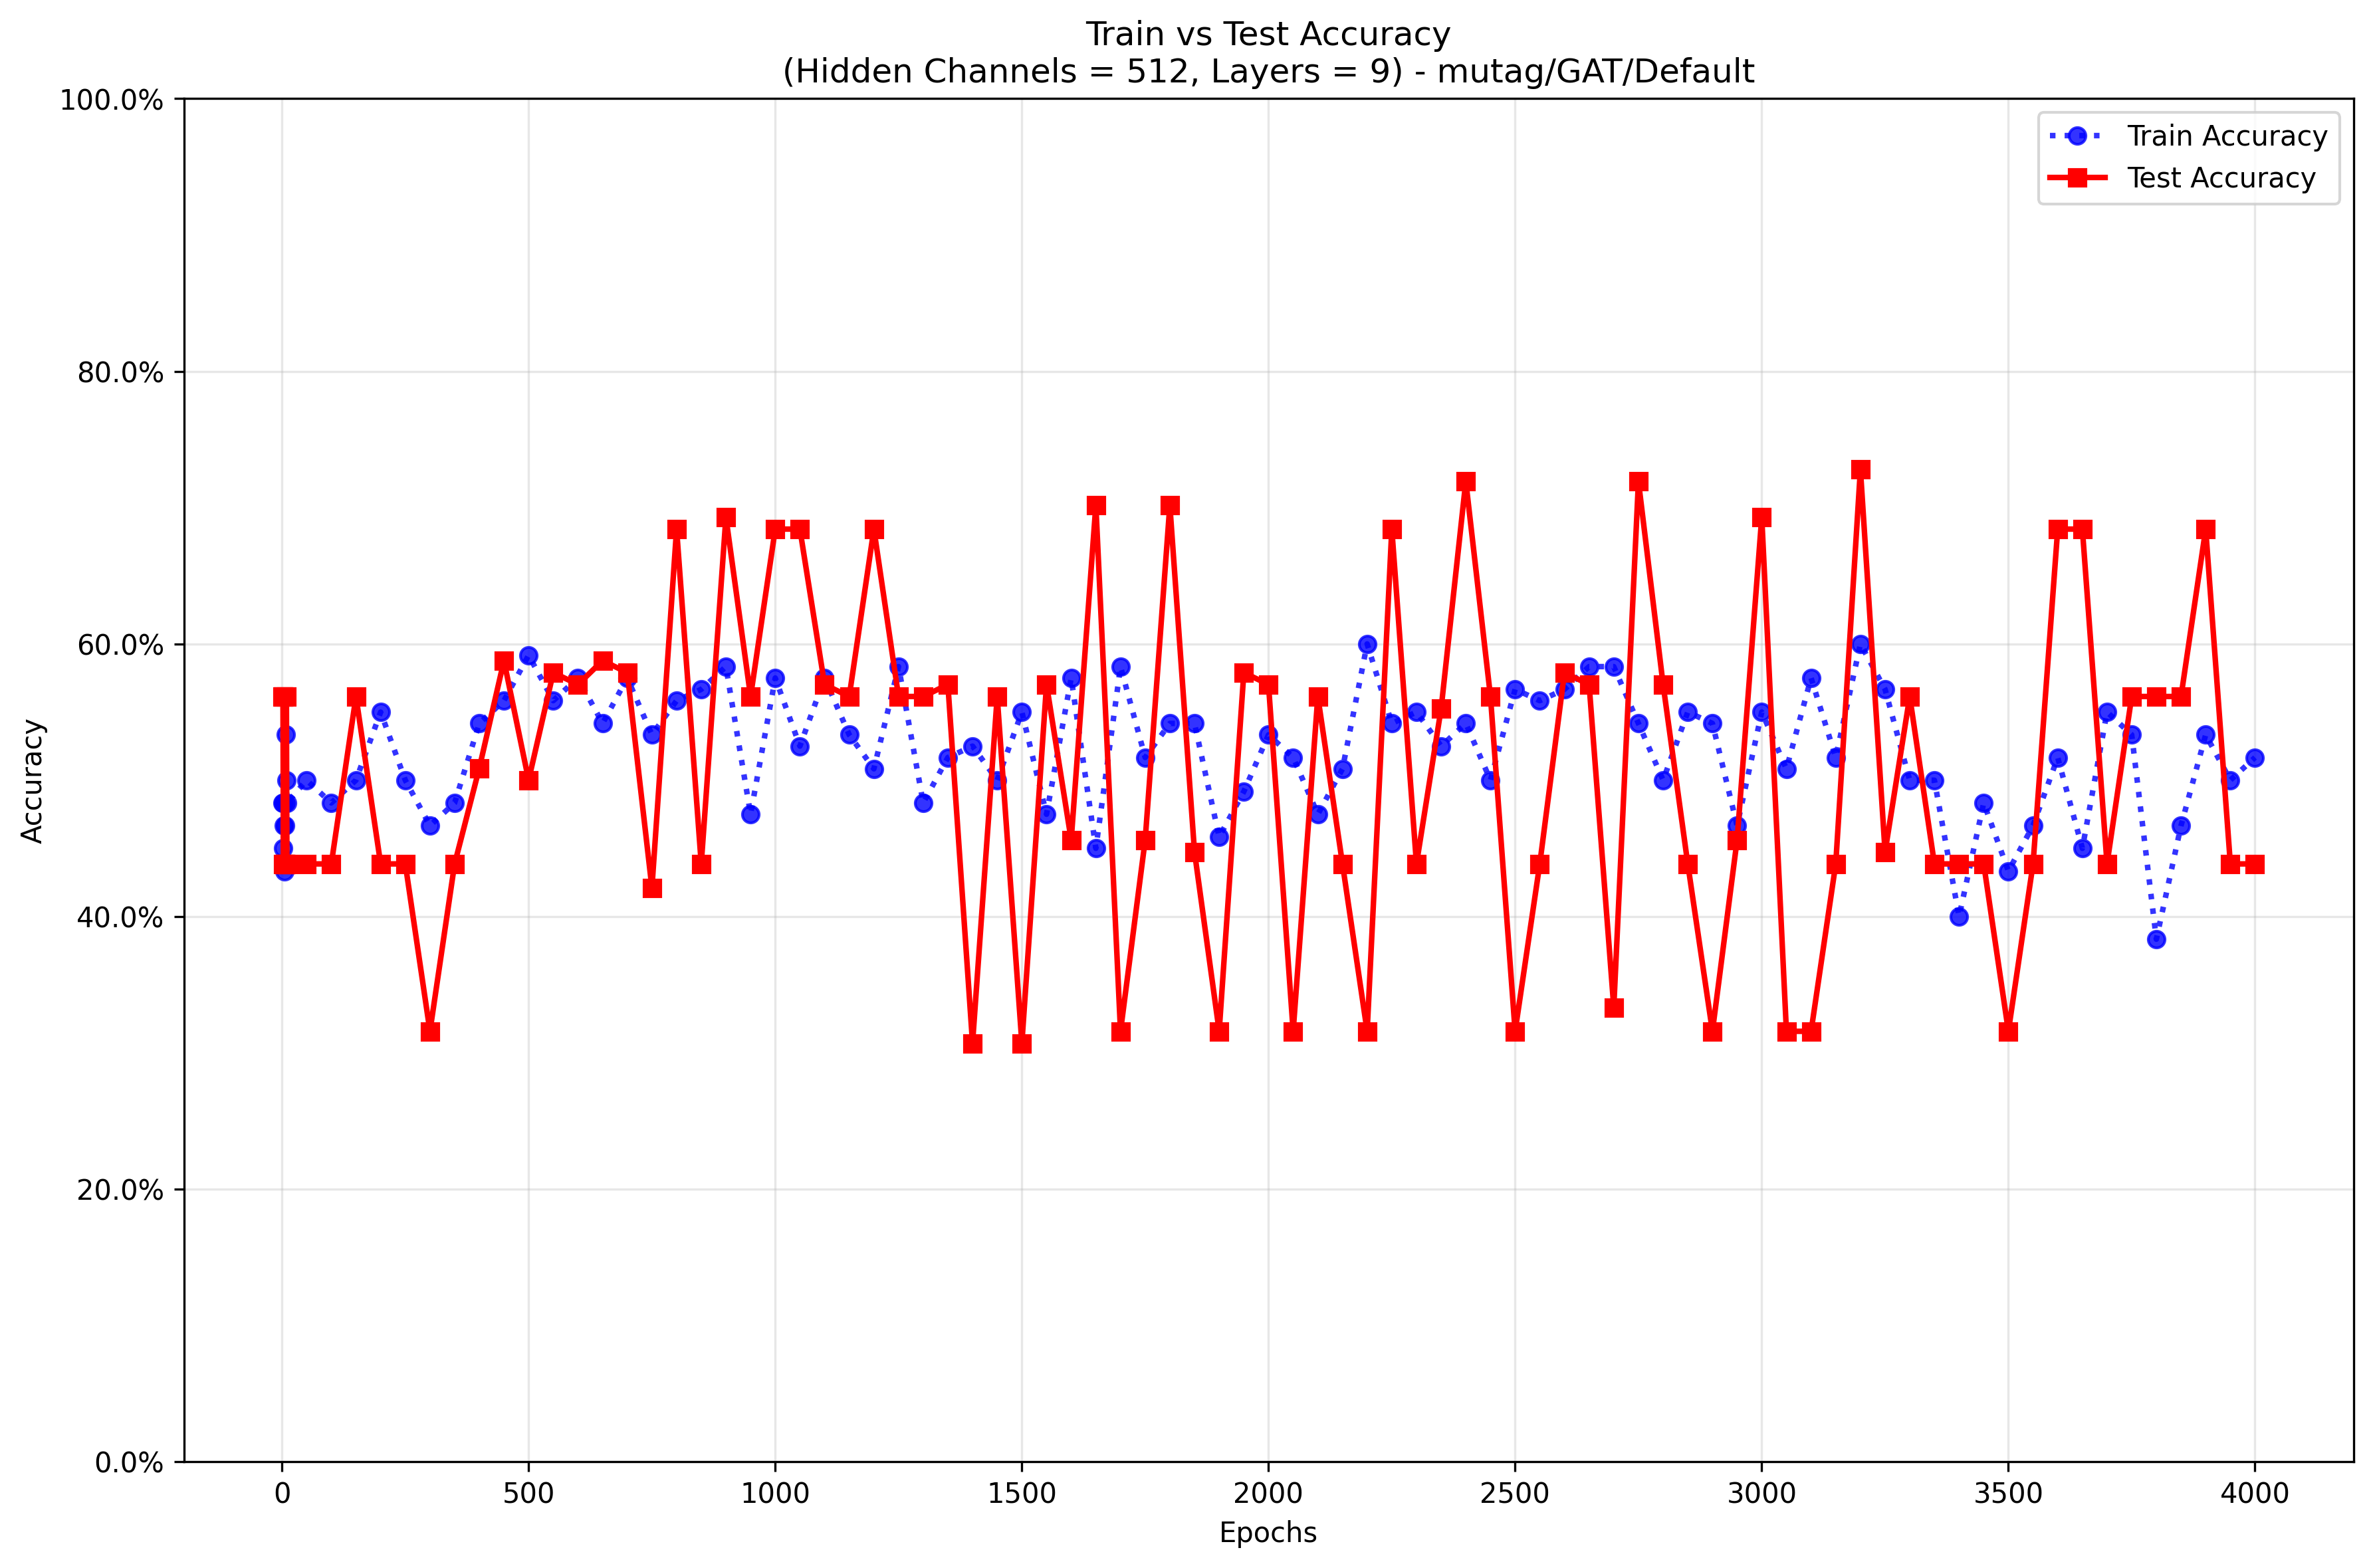 Train vs Test Accuracy
(Hidden Channels = 512, Layers = 9) - mutag/GAT/Default
100.0%
80.0%
60.0%
40.0%
20.0%
0.0%
Accuracy
Train Accuracy
Test Accuracy
0 500 1000 1500 2000 2500 3000 3500 4000
Epochs